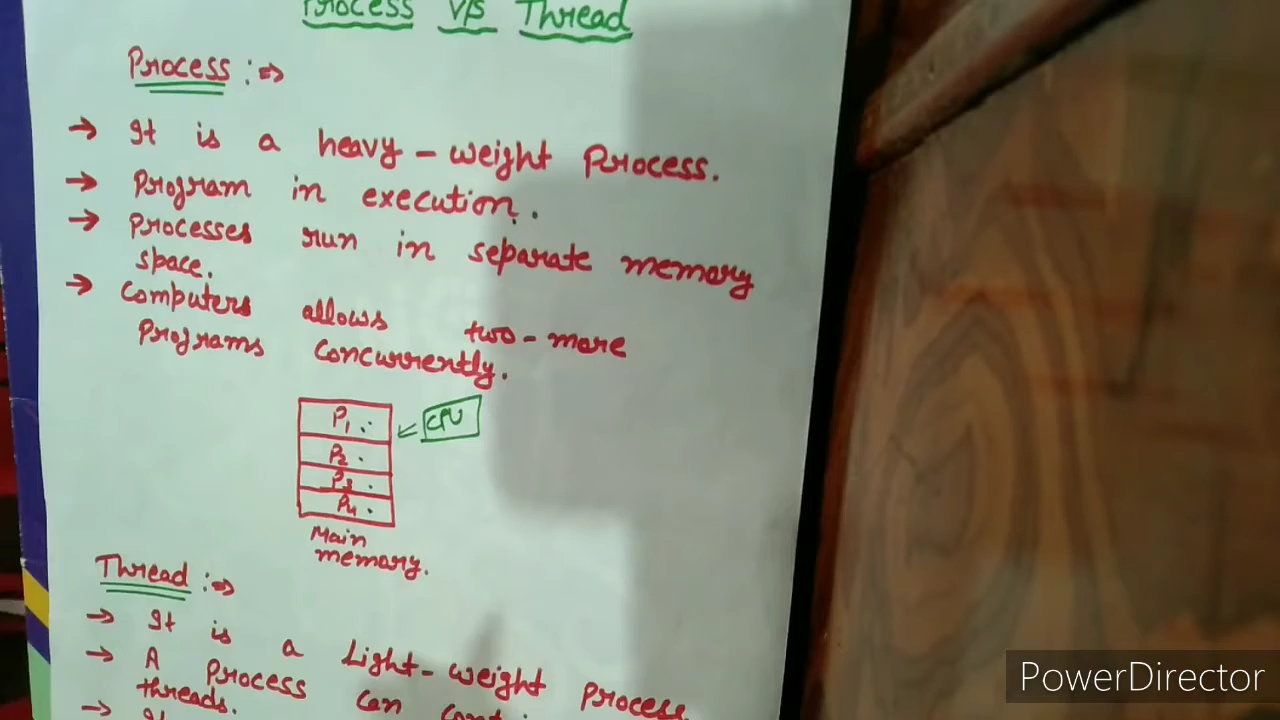 Process v/s Thread
Process :⇒
→ It is a heavy-weight Process.
→ Program in execution.
→ Processes run in separate memory
space.
→ Computers allows two-more
Programs concurrently.
P1
CPU
P2
P3
P4
Main
memory.
Thread :⇒
→ It is a Light-weight Process.
→ A Process can
threads.
→ It
PowerDirector